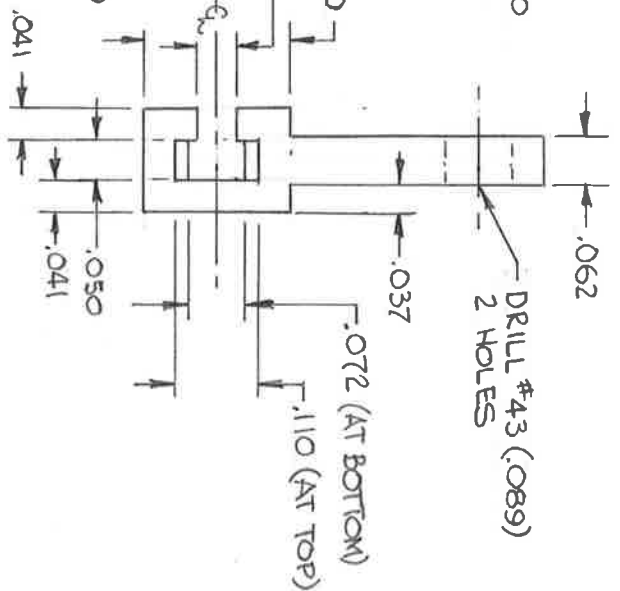 .062
DRILL #43 (.089)
2 HOLES
.037
.072 (AT BOTTOM)
.110 (AT TOP)
.041
.050
.041